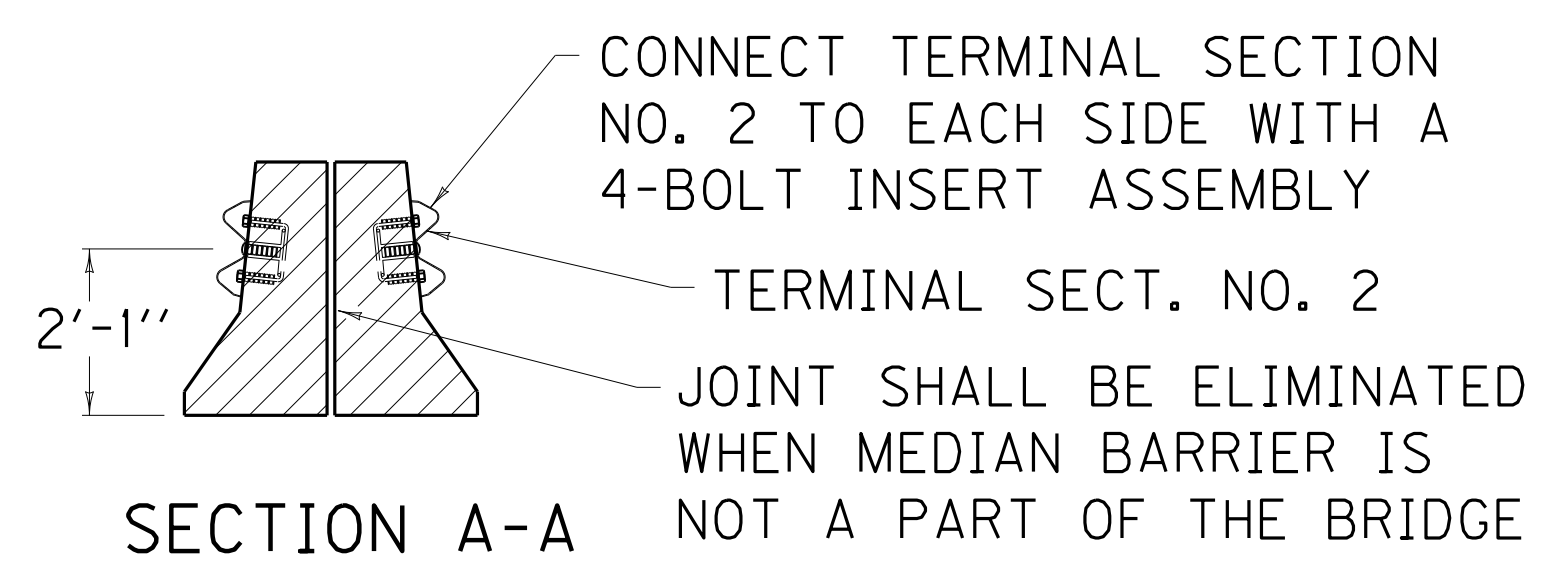 CONNECT TERMINAL SECTION
NO. 2 TO EACH SIDE WITH A
4-BOLT INSERT ASSEMBLY
TERMINAL SECT. NO. 2
2'-1''
JOINT SHALL BE ELIMINATED
WHEN MEDIAN BARRIER IS
NOT A PART OF THE BRIDGE
SECTION A-A